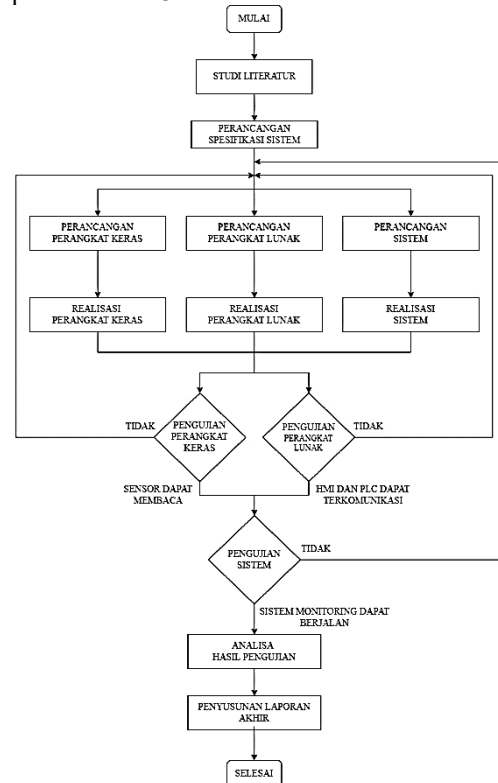 MULAI
STUDI LITERATUR
PERANCANGAN
SPESIFIKASI SISTEM
PERANCANGAN
PERANGKAT KERAS
PERANCANGAN
PERANGKAT LUNAK
PERANCANGAN
SISTEM
REALISASI
PERANGKAT KERAS
REALISASI
PERANGKAT LUNAK
REALISASI
SISTEM
TIDAK
PENGUJIAN
PERANGKAT
KERAS
PENGUJIAN
PERANGKAT
LUNAK
TIDAK
SENSOR DAPAT
MEMBACA
HMI DAN PLC DAPAT
TERKOMUNIKASI
PENGUJIAN
SISTEM
TIDAK
SISTEM MONITORING DAPAT
BERJALAN
ANALISA
HASIL PENGUJIAN
PENYUSUNAN LAPORAN
AKHIR
SELESAI